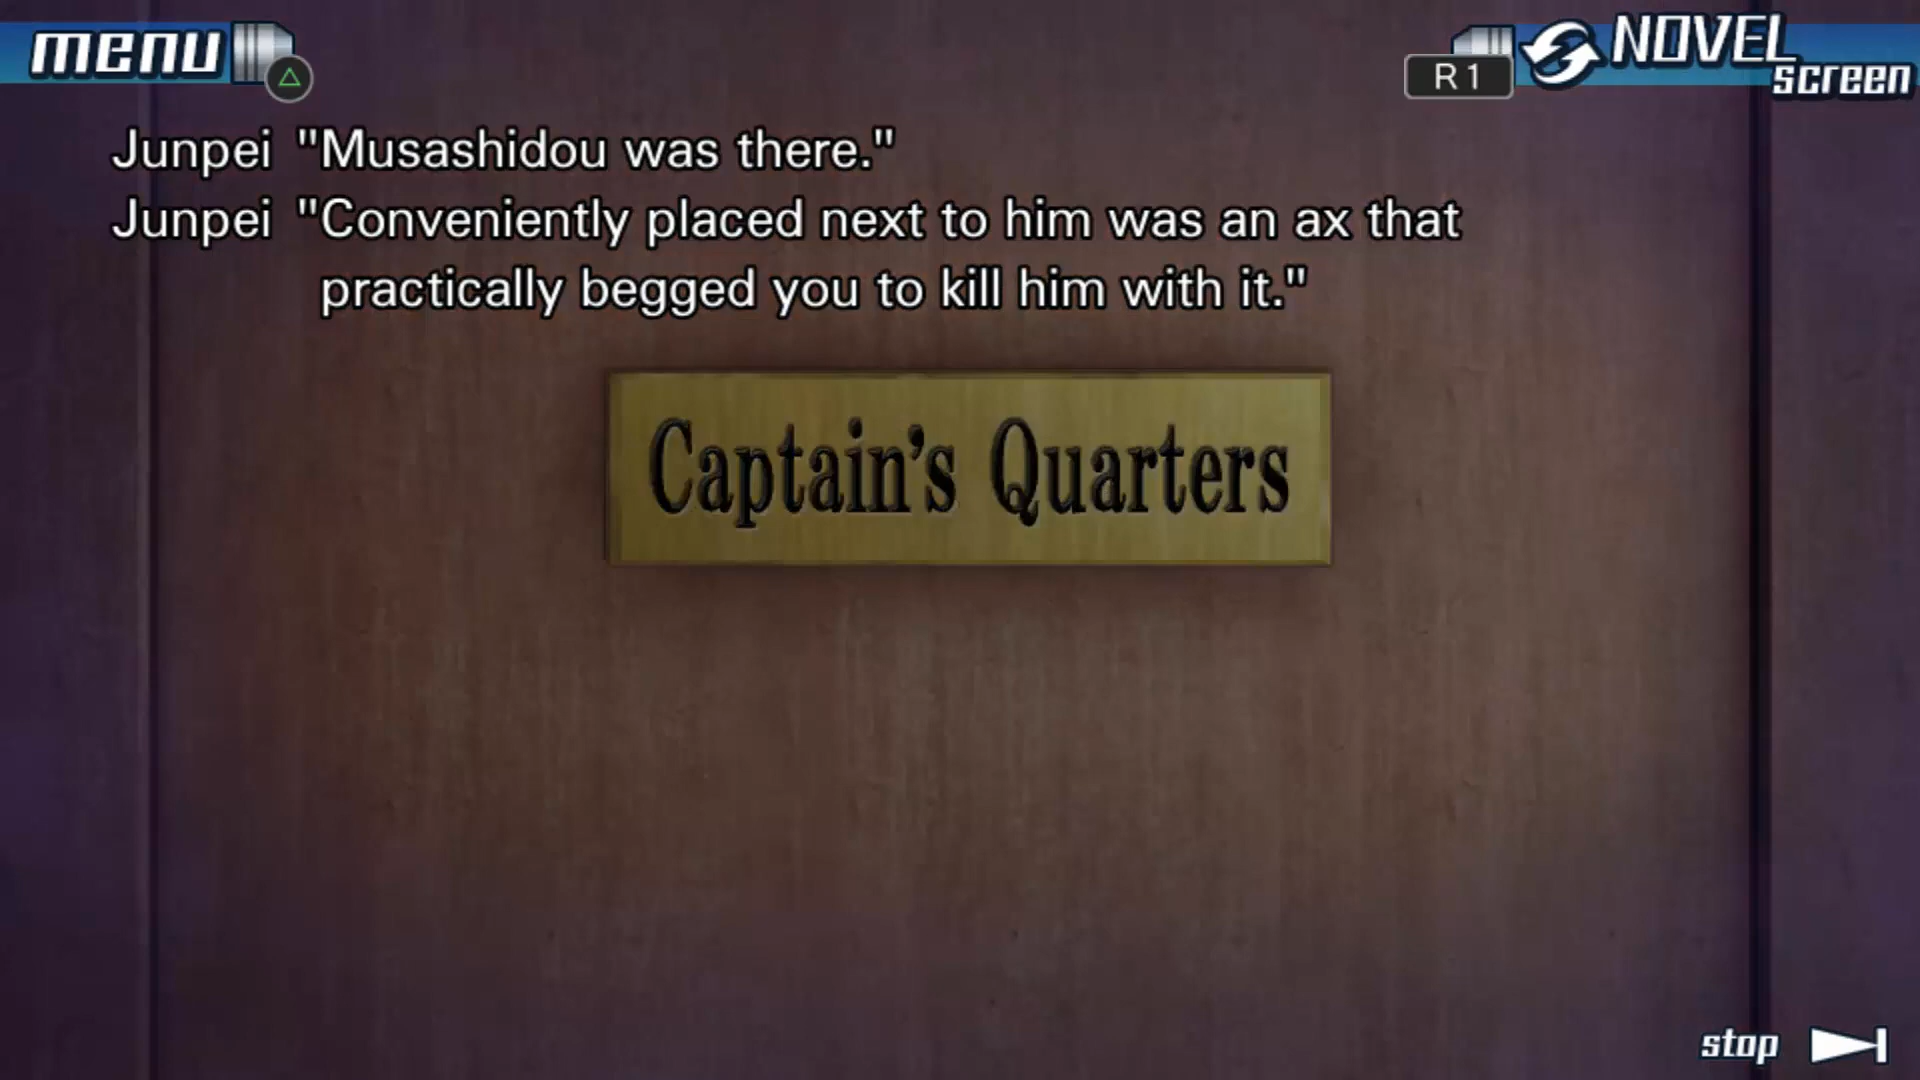 menu
R1
NOVEL
screen
Junpei "Musashidou was there."
Junpei "Conveniently placed next to him was an ax that
practically begged you to kill him with it."
Captain's Quarters
stop